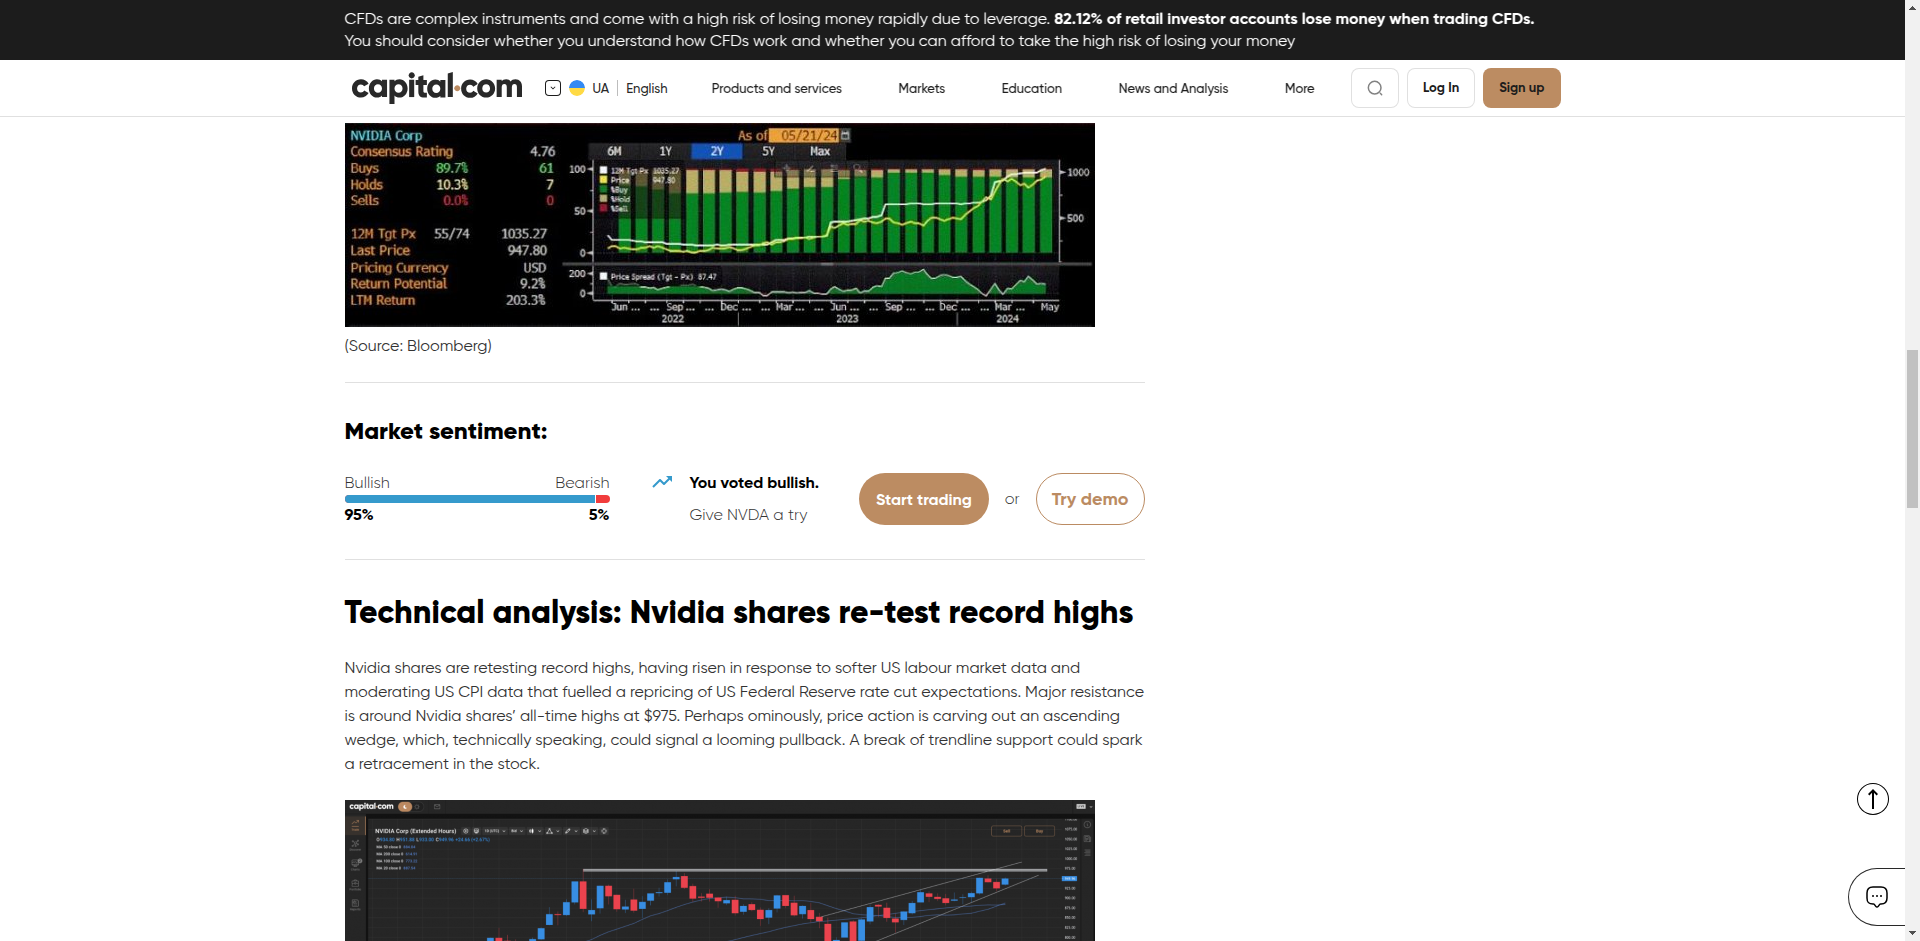 CFDs are complex instruments and come with a high risk of losing money rapidly due to leverage. 82.12% of retail investor accounts lose money when trading CFDs.
You should consider whether you understand how CFDs work and whether you can afford to take the high risk of losing your money
capital.com
UA English
Products and services
Markets
Education
News and Analysis
More
Log In
Sign up
NVIDIA Corp
As of 05/21/24
Consensus Rating 4.76
Buys 89.7% 61
Holds 10.3% 7
Sells 0.0% 0
12M Tgt Px 55/74 1035.27
Last Price 947.80
Pricing Currency USD
Return Potential 9.2%
LTM Return 203.3%
6M 1Y 2Y 5Y Max
12M Tgt Px 1035.27
Price 947.80
%Buy
%Hold
%Sell
100
50
0
1000
500
Price Spread (Tgt - Px) 87.47
200
0
Jun ... ... Sep ... ... Dec ... ... Mar ... ... Jun ... ... Sep ... ... Dec ... ... Mar ... May
2022 2023 2024
(Source: Bloomberg)
Market sentiment:
Bullish Bearish
95% 5%
You voted bullish.
Give NVDA a try
Start trading
or
Try demo
Technical analysis: Nvidia shares re-test record highs
Nvidia shares are retesting record highs, having risen in response to softer US labour market data and
moderating US CPI data that fuelled a repricing of US Federal Reserve rate cut expectations. Major resistance
is around Nvidia shares’ all-time highs at $975. Perhaps ominously, price action is carving out an ascending
wedge, which, technically speaking, could signal a looming pullback. A break of trendline support could spark
a retracement in the stock.
capital.com
NVIDIA Corp (Extended Hours)
Sell
Buy